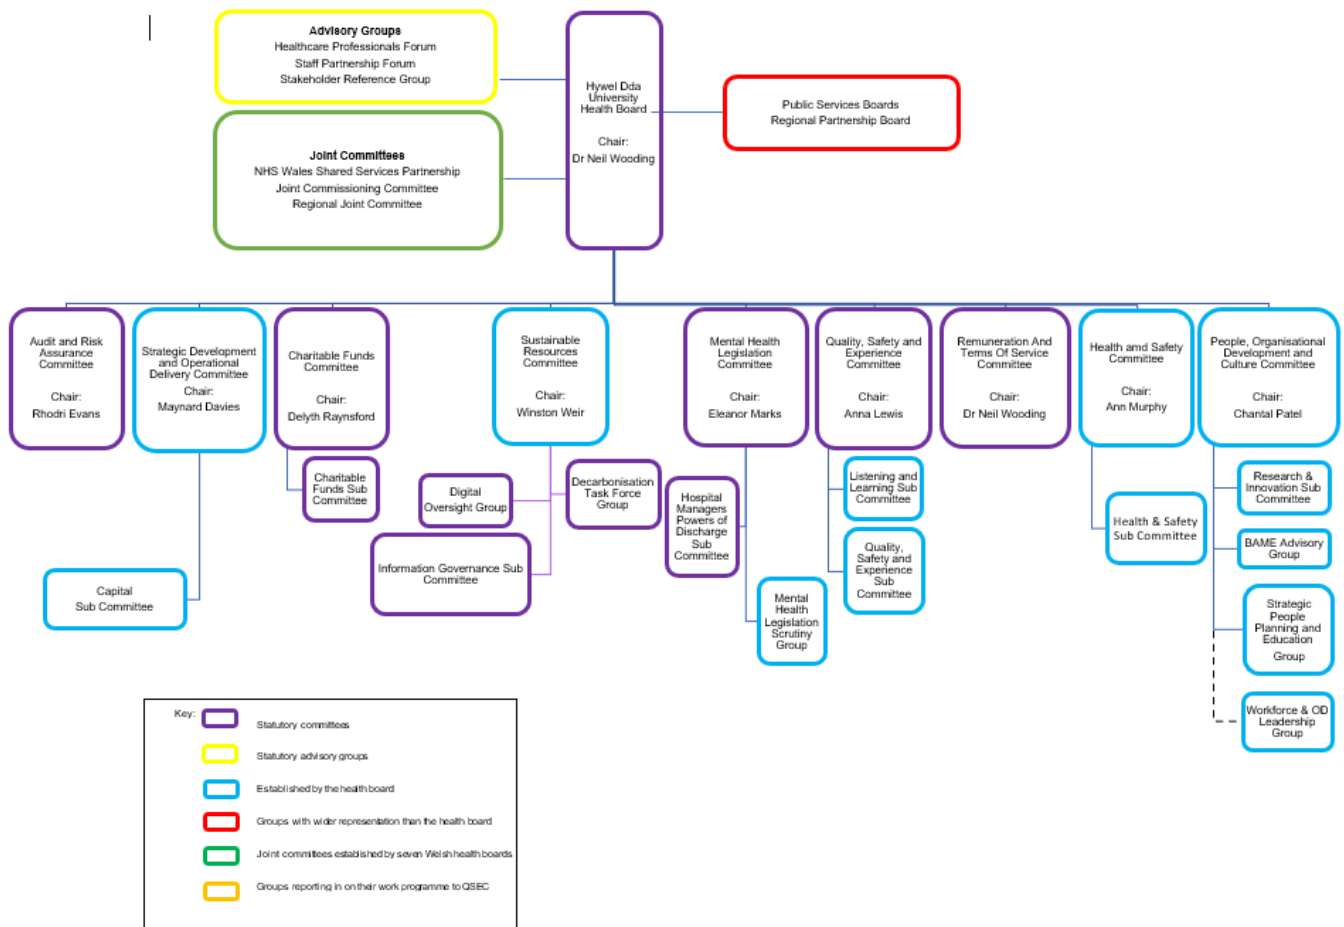 Advisory Groups
Healthcare Professionals Forum
Staff Partnership Forum
Stakeholder Reference Group
Joint Committees
NHS Wales Shared Services Partnership
Joint Commissioning Committee
Regional Joint Committee
Hywel Dda
University
Health Board
Chair:
Dr Neil Wooding
Public Services Boards
Regional Partnership Board
Audit and Risk
Assurance
Committee
Chair:
Rhodri Evans
Strategic Development
and Operational
Delivery Committee
Chair:
Maynard Davies
Charitable Funds
Committee
Chair:
Delyth Raynsford
Sustainable
Resources
Committee
Chair:
Winston Weir
Mental Health
Legislation
Committee
Chair:
Eleanor Marks
Quality, Safety and
Experience
Committee
Chair:
Anna Lewis
Remuneration And
Terms Of Service
Committee
Chair:
Dr Neil Wooding
Health amd Safety
Committee
Chair:
Ann Murphy
People, Organisational
Development and
Culture Committee
Chair:
Chantal Patel
Capital
Sub Committee
Charitable
Funds Sub
Committee
Digital
Oversight Group
Decarbonisation
Task Force
Group
Information Governance Sub
Committee
Hospital
Managers
Powers of
Discharge
Sub
Committee
Mental
Health
Legislation
Scrutiny
Group
Listening and
Learning Sub
Committee
Quality,
Safety and
Experience
Sub
Committee
Health & Safety
Sub Committee
Research &
Innovation Sub
Committee
BAME Advisory
Group
Strategic
People
Planning and
Education
Group
Workforce & OD
Leadership
Group
Key:
Statutory committees
Statutory advisory groups
Established by the health board
Groups with wider representation than the health board
Joint committees established by seven Welsh health boards
Groups reporting in on their work programme to QSEC